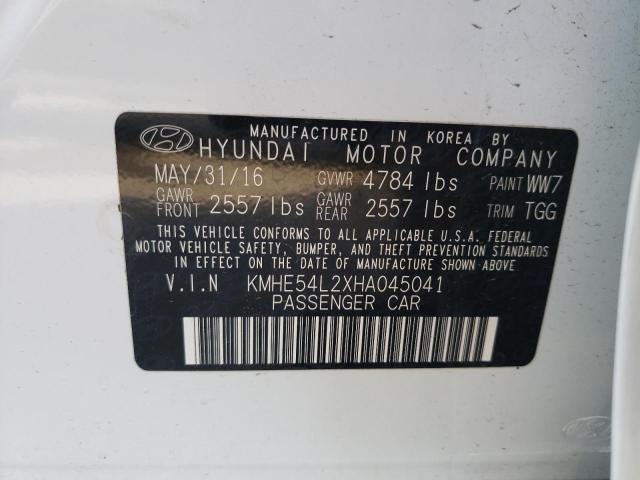 MANUFACTURED IN KOREA BY
HYUNDAI MOTOR COMPANY
MAY/31/16 GVWR 4784 lbs PAINT WW7
GAWR FRONT 2557 lbs GAWR REAR 2557 lbs TRIM TGG
THIS VEHICLE CONFORMS TO ALL APPLICABLE U.S.A. FEDERAL
MOTOR VEHICLE SAFETY, BUMPER, AND THEFT PREVENTION STANDARDS
IN EFFECT ON THE DATE OF MANUFACTURE SHOWN ABOVE.
V.I.N KMHE54L2XHA045041
PASSENGER CAR